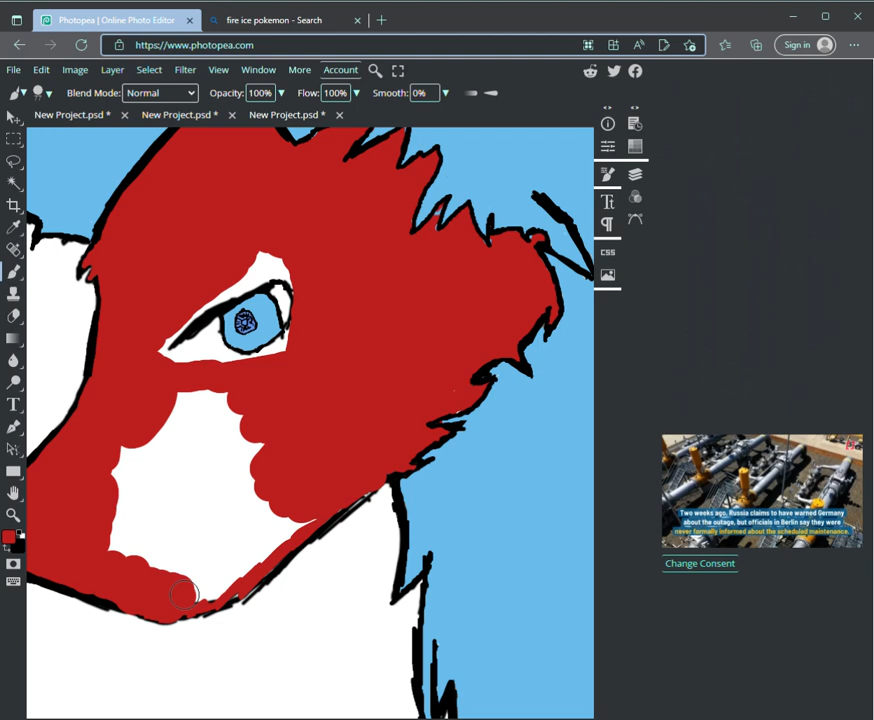 Photopea | Online Photo Editor
fire ice pokemon - Search
https://www.photopea.com
Sign in
File Edit Image Layer Select Filter View Window More Account
Blend Mode: Normal Opacity: 100% Flow: 100% Smooth: 0%
New Project.psd * New Project.psd * New Project.psd *
CSS
Two weeks ago, Russia claims to have warned Germany
about the outage, but officials in Berlin say they were
never formally informed about the scheduled maintenance.
Change Consent